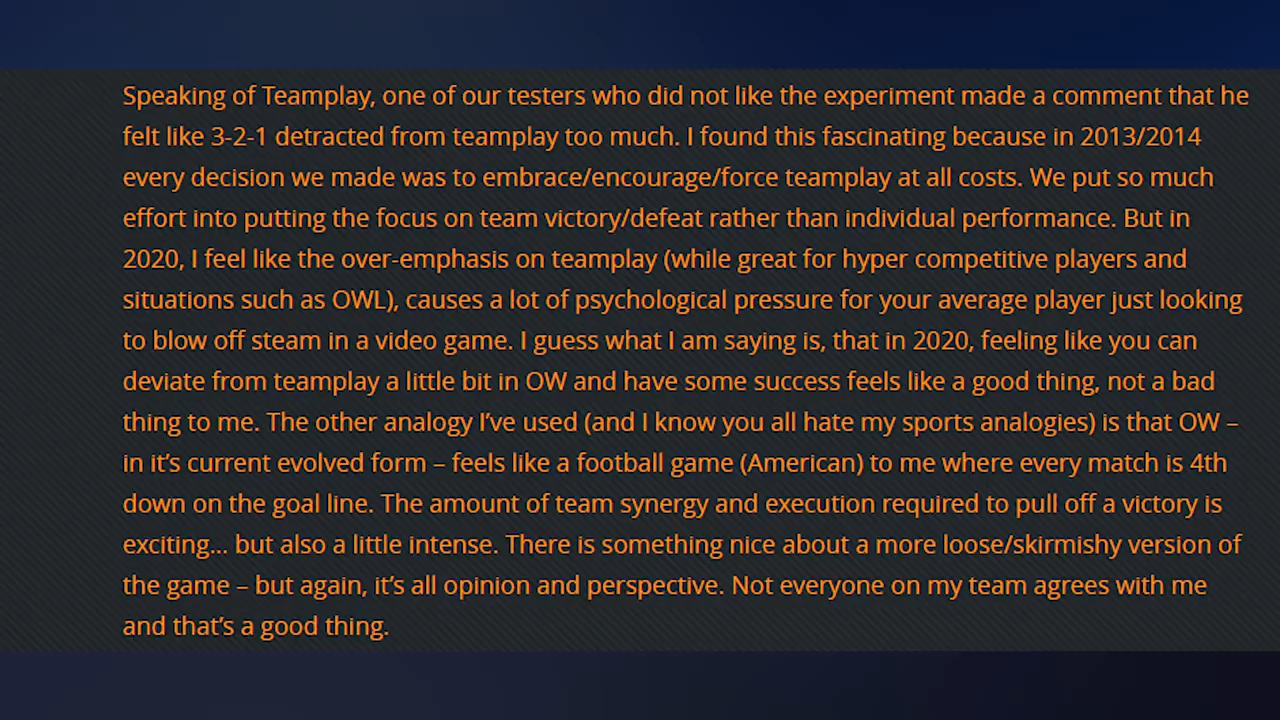 Speaking of Teamplay, one of our testers who did not like the experiment made a comment that he
felt like 3-2-1 detracted from teamplay too much. I found this fascinating because in 2013/2014
every decision we made was to embrace/encourage/force teamplay at all costs. We put so much
effort into putting the focus on team victory/defeat rather than individual performance. But in
2020, I feel like the over-emphasis on teamplay (while great for hyper competitive players and
situations such as OWL), causes a lot of psychological pressure for your average player just looking
to blow off steam in a video game. I guess what I am saying is, that in 2020, feeling like you can
deviate from teamplay a little bit in OW and have some success feels like a good thing, not a bad
thing to me. The other analogy I’ve used (and I know you all hate my sports analogies) is that OW –
in it’s current evolved form – feels like a football game (American) to me where every match is 4th
down on the goal line. The amount of team synergy and execution required to pull off a victory is
exciting… but also a little intense. There is something nice about a more loose/skirmishy version of
the game – but again, it’s all opinion and perspective. Not everyone on my team agrees with me
and that’s a good thing.